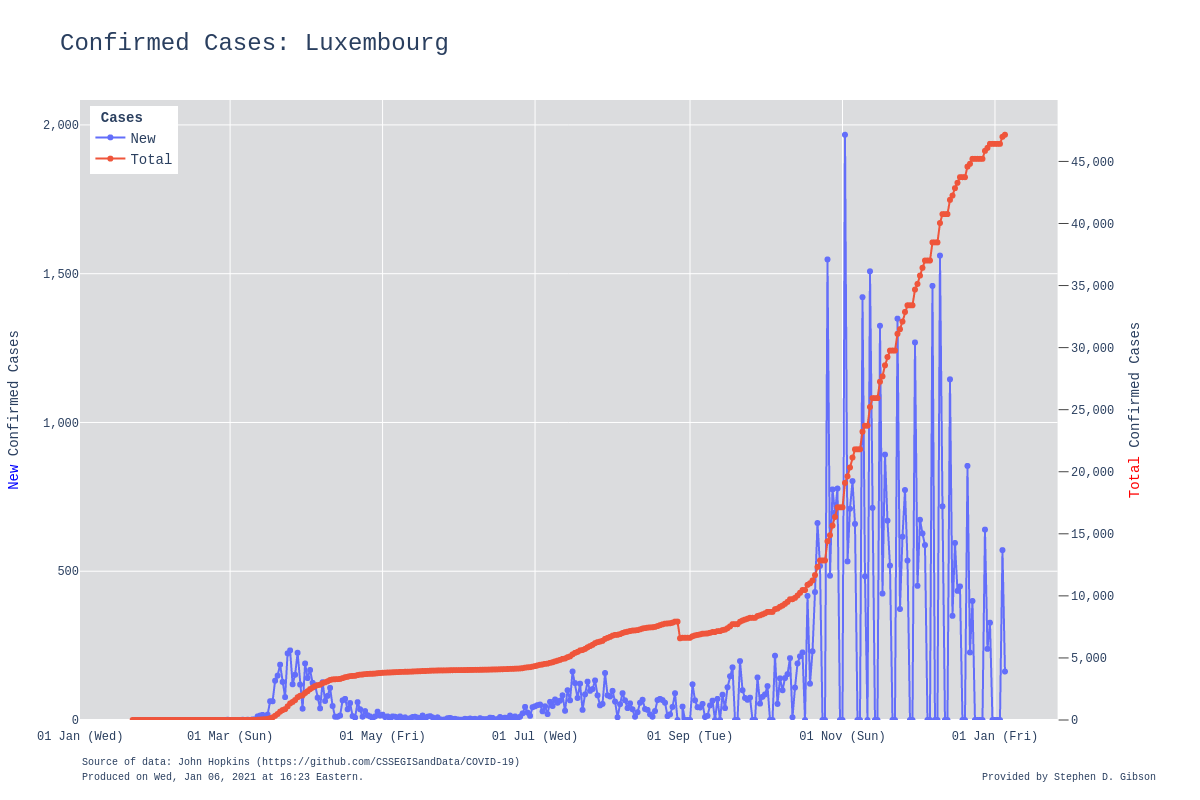 Confirmed Cases: Luxembourg
Cases
New
Total
2,000
1,500
1,000
500
0
New Confirmed Cases
45,000
40,000
35,000
30,000
25,000
20,000
15,000
10,000
5,000
0
Total Confirmed Cases
01 Jan (Wed) 01 Mar (Sun) 01 May (Fri) 01 Jul (Wed) 01 Sep (Tue) 01 Nov (Sun) 01 Jan (Fri)
Source of data: John Hopkins (https://github.com/CSSEGISandData/COVID-19)
Produced on Wed, Jan 06, 2021 at 16:23 Eastern.
Provided by Stephen D. Gibson